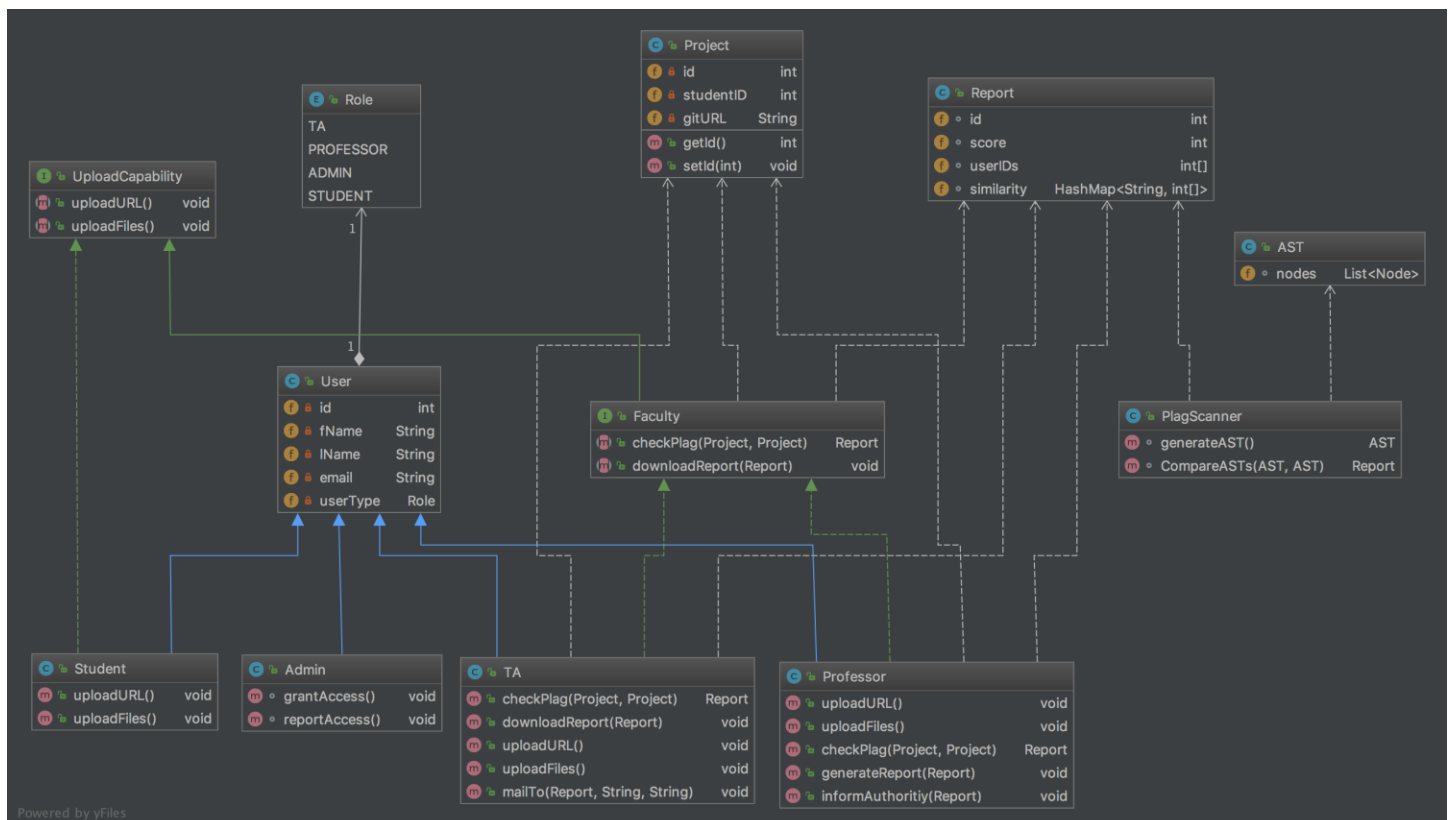 Project
id int
studentID int
gitURL String
getId() int
setId(int) void
Report
id int
score int
userIDs int[]
similarity HashMap<String, int[]>
Role
TA
PROFESSOR
ADMIN
STUDENT
UploadCapability
uploadURL() void
uploadFiles() void
1
AST
nodes List<Node>
1
User
id int
fName String
lName String
email String
userType Role
Faculty
checkPlag(Project, Project) Report
downloadReport(Report) void
PlagScanner
generateAST() AST
CompareASTs(AST, AST) Report
Student
uploadURL() void
uploadFiles() void
Admin
grantAccess() void
reportAccess() void
TA
checkPlag(Project, Project) Report
downloadReport(Report) void
uploadURL() void
uploadFiles() void
mailTo(Report, String, String) void
Professor
uploadURL() void
uploadFiles() void
checkPlag(Project, Project) Report
generateReport(Report) void
informAuthoritiy(Report) void
Powered by yFiles